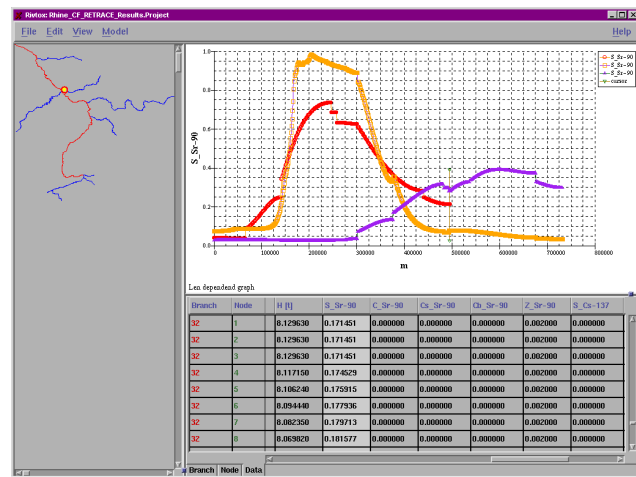 Rivtox: Rhine_CF_RETRACE_Results.Project
File Edit View Model Help
1.0
0.8
0.6
0.4
0.2
0.0
S_Sr-90
0 100000 200000 300000 400000 500000 600000 700000 800000
m
S_Sr-90
S_Sr-90
S_Sr-90
cursor
Len dependend graph
Branch Node H [t] S_Sr-90 C_Sr-90 Cs_Sr-90 Cb_Sr-90 Z_Sr-90 S_Cs-137
32 1 8.129630 0.171451 0.000000 0.000000 0.000000 0.002000 0.000000
32 2 8.129630 0.171451 0.000000 0.000000 0.000000 0.002000 0.000000
32 3 8.129630 0.171451 0.000000 0.000000 0.000000 0.002000 0.000000
32 4 8.117150 0.174529 0.000000 0.000000 0.000000 0.002000 0.000000
32 5 8.106240 0.175915 0.000000 0.000000 0.000000 0.002000 0.000000
32 6 8.094440 0.177936 0.000000 0.000000 0.000000 0.002000 0.000000
32 7 8.082350 0.179713 0.000000 0.000000 0.000000 0.002000 0.000000
32 8 8.069820 0.181577 0.000000 0.000000 0.000000 0.002000 0.000000
Branch Node Data